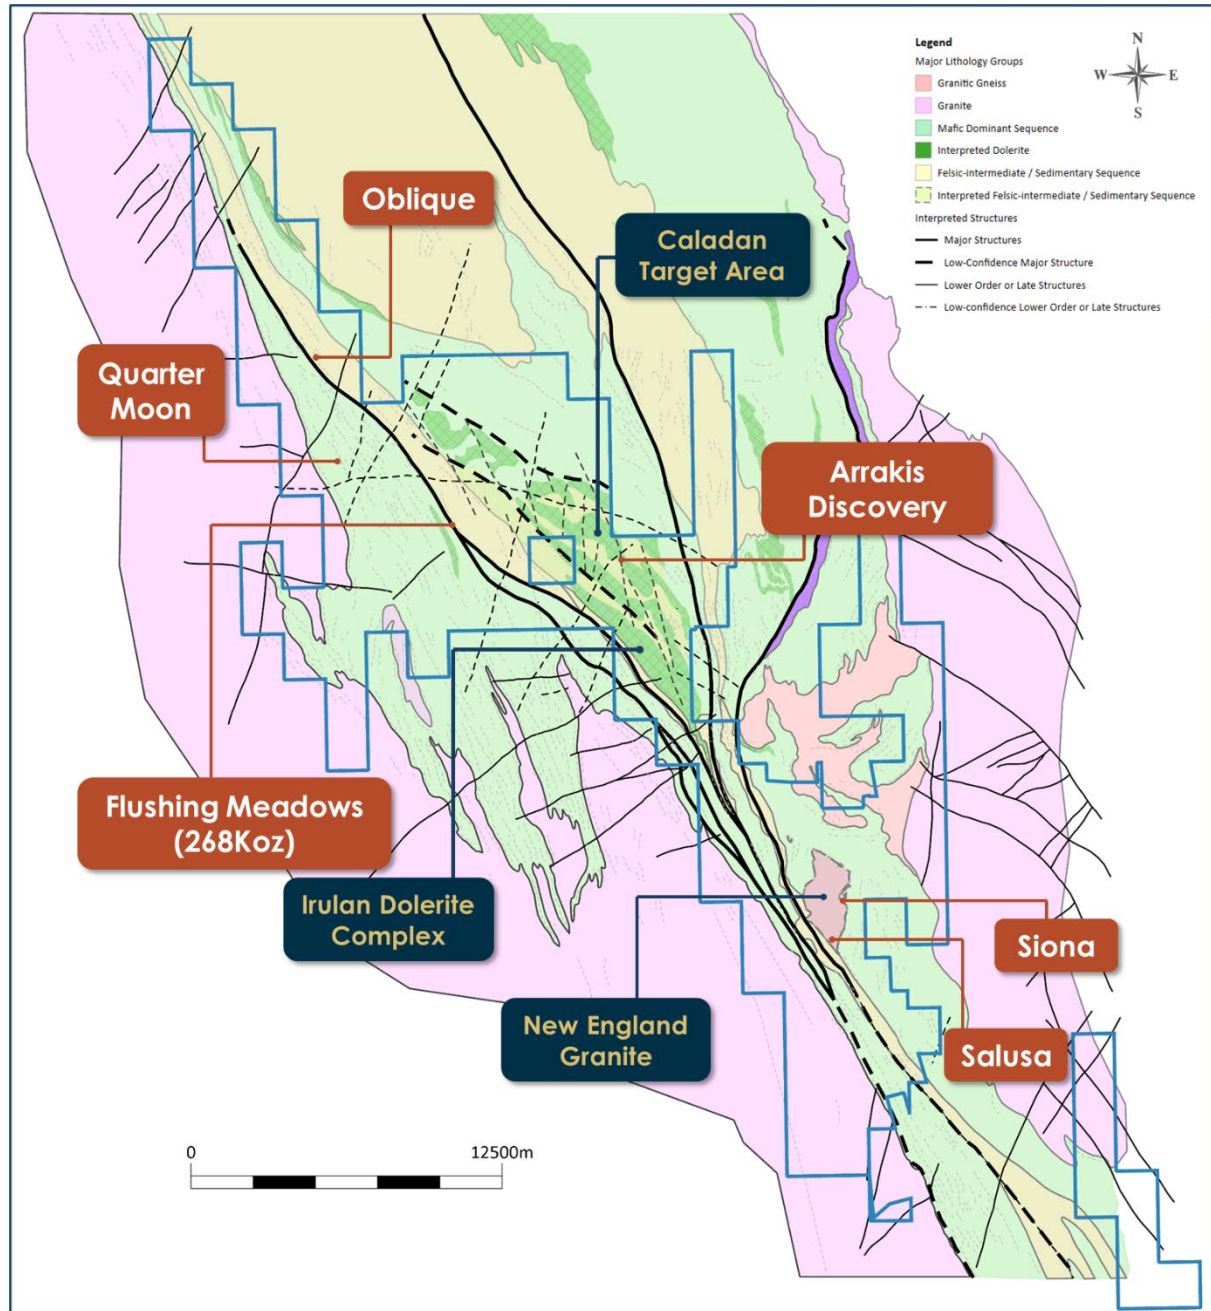 Legend
Major Lithology Groups
Granitic Gneiss
Granite
Mafic Dominant Sequence
Interpreted Dolerite
Felsic-intermediate / Sedimentary Sequence
Interpreted Felsic-intermediate / Sedimentary Sequence
Interpreted Structures
Major Structures
Low-Confidence Major Structure
Lower Order or Late Structures
Low-confidence Lower Order or Late Structures
N
W
E
S
Oblique
Caladan
Target Area
Quarter
Moon
Arrakis
Discovery
Flushing Meadows
(268Koz)
Irulan Dolerite
Complex
Siona
New England
Granite
Salusa
0
12500m